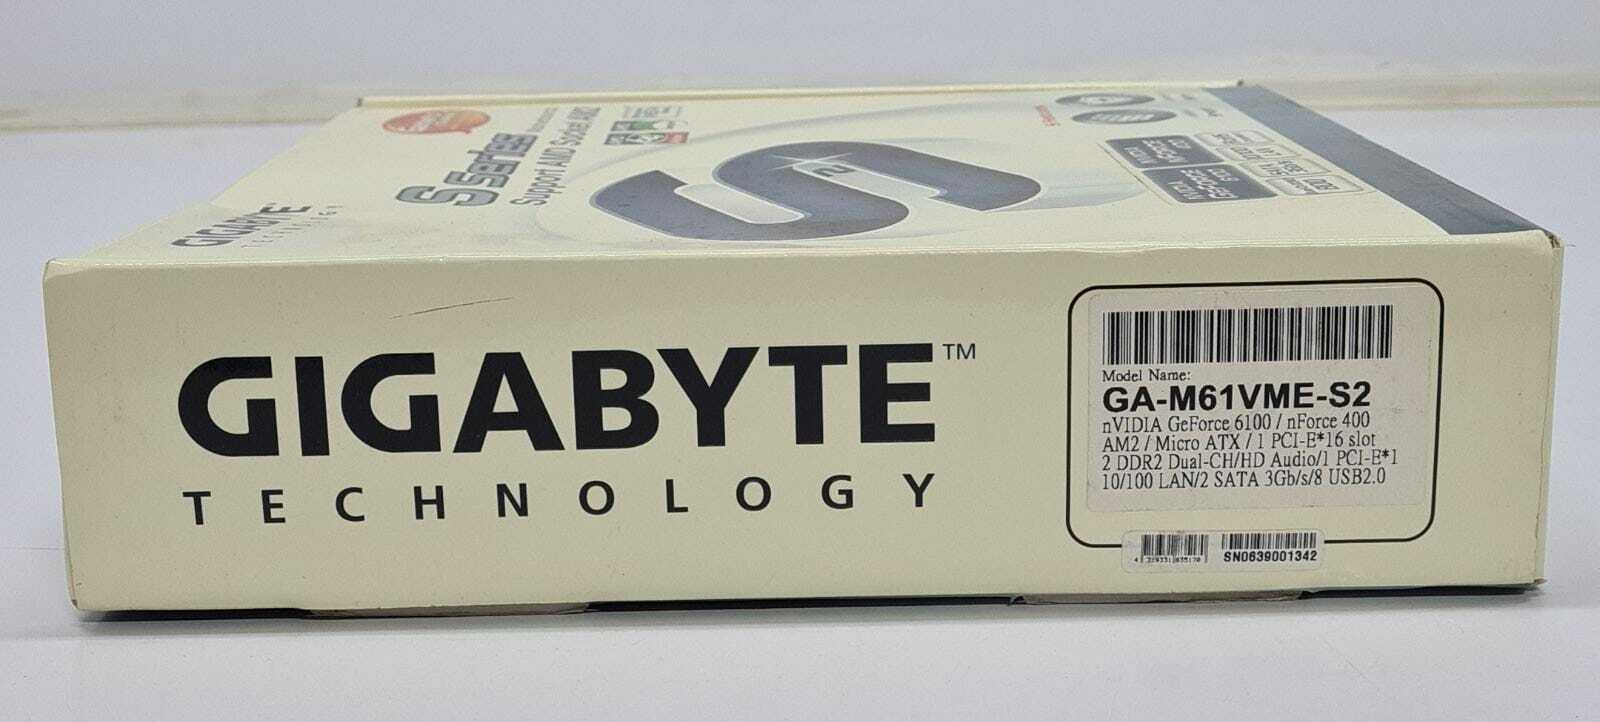 S series
Support AMD Socket AM2
GIGABYTE™
TECHNOLOGY
GIGABYTE™
TECHNOLOGY
Model Name:
GA-M61VME-S2
nVIDIA GeForce 6100 / nForce 400
AM2 / Micro ATX / 1 PCI-E*16 slot
2 DDR2 Dual-CH/HD Audio/1 PCI-E*1
10/100 LAN/2 SATA 3Gb/s/8 USB2.0
SN0639001342